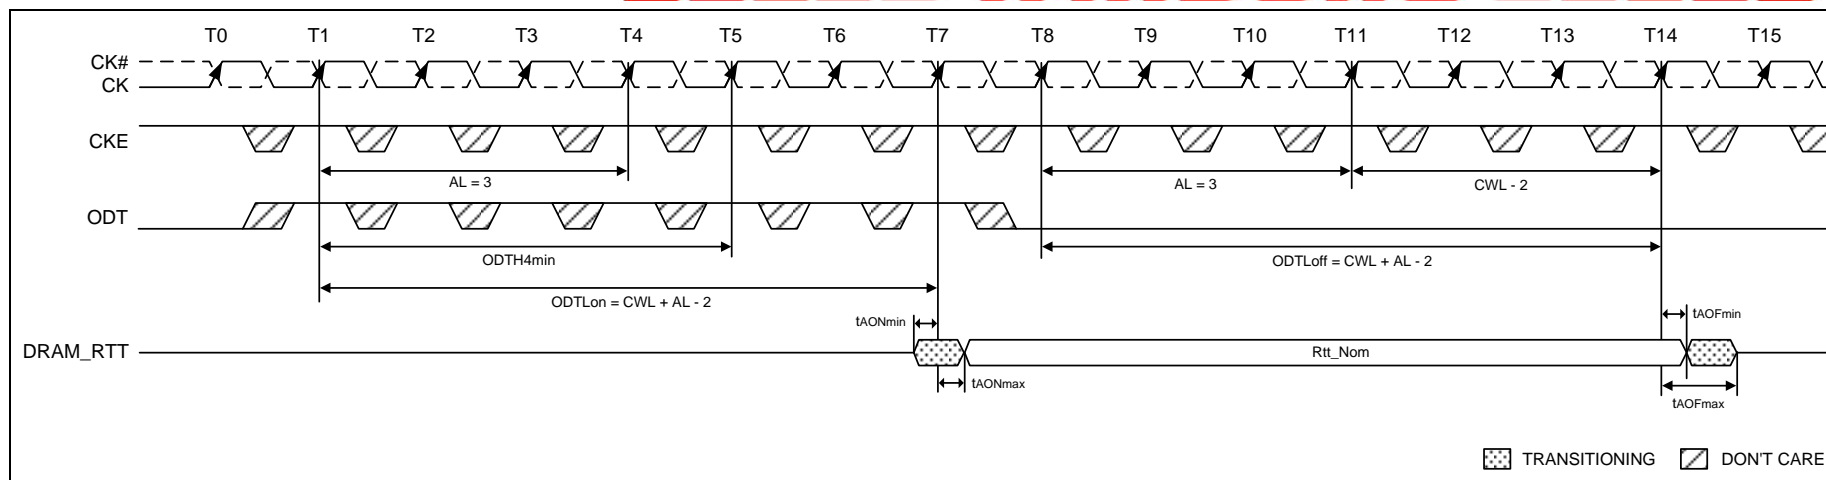 T0 T1 T2 T3 T4 T5 T6 T7 T8 T9 T10 T11 T12 T13 T14 T15
CK#
CK
CKE
AL = 3 AL = 3 CWL - 2
ODT
ODTH4min ODTLoff = CWL + AL - 2
ODTLon = CWL + AL - 2
tAONmin tAOFmin
DRAM_RTT Rtt_Nom
tAONmax
tAOFmax
TRANSITIONING DON'T CARE